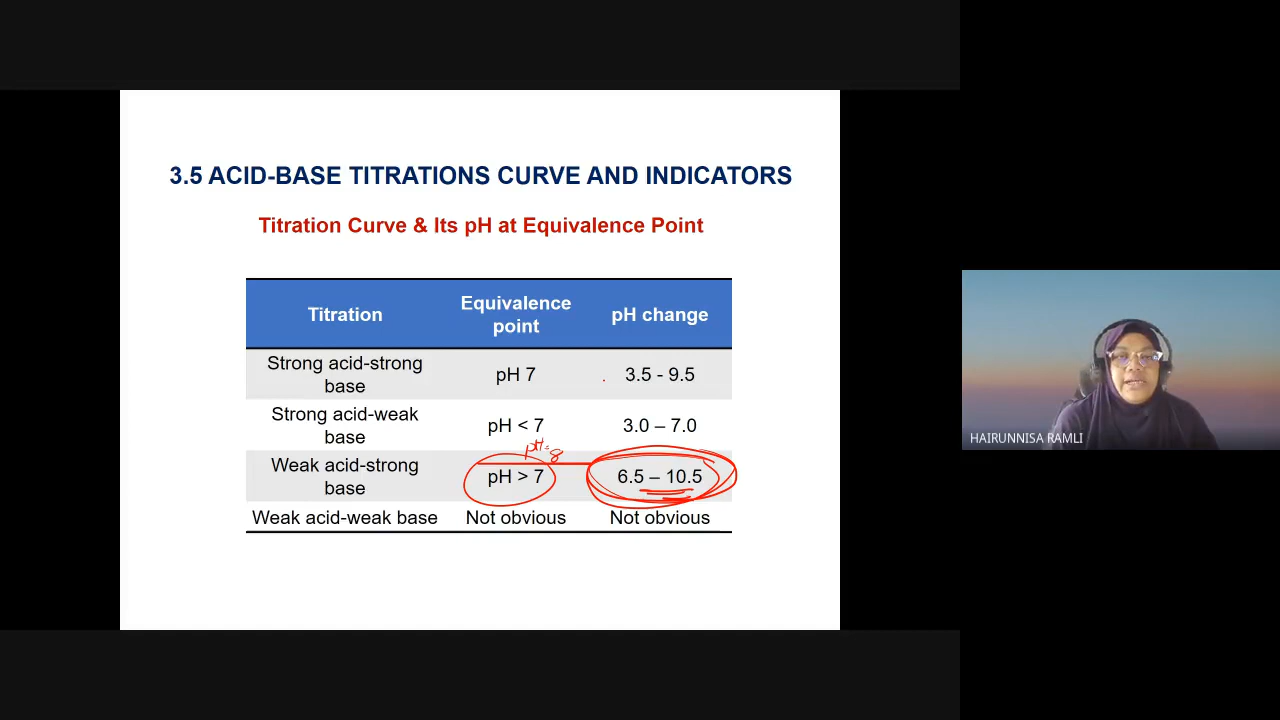 3.5 ACID-BASE TITRATIONS CURVE AND INDICATORS
Titration Curve & Its pH at Equivalence Point
Titration
Equivalence
point
pH change
Strong acid-strong
base
pH 7
3.5 - 9.5
Strong acid-weak
base
pH < 7
3.0 – 7.0
pH = 8
Weak acid-strong
base
pH > 7
6.5 – 10.5
Weak acid-weak base
Not obvious
Not obvious
HAIRUNNISA RAMLI